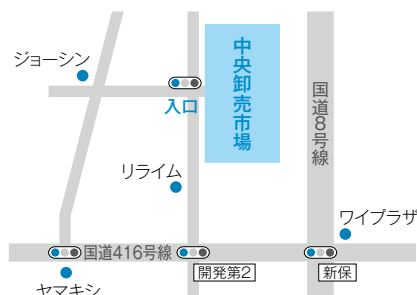 ジョーシン
中央卸売市場
入口
国道8号線
リライム
ワイプラザ
国道416号線
開発第2
新保
ヤマキシ